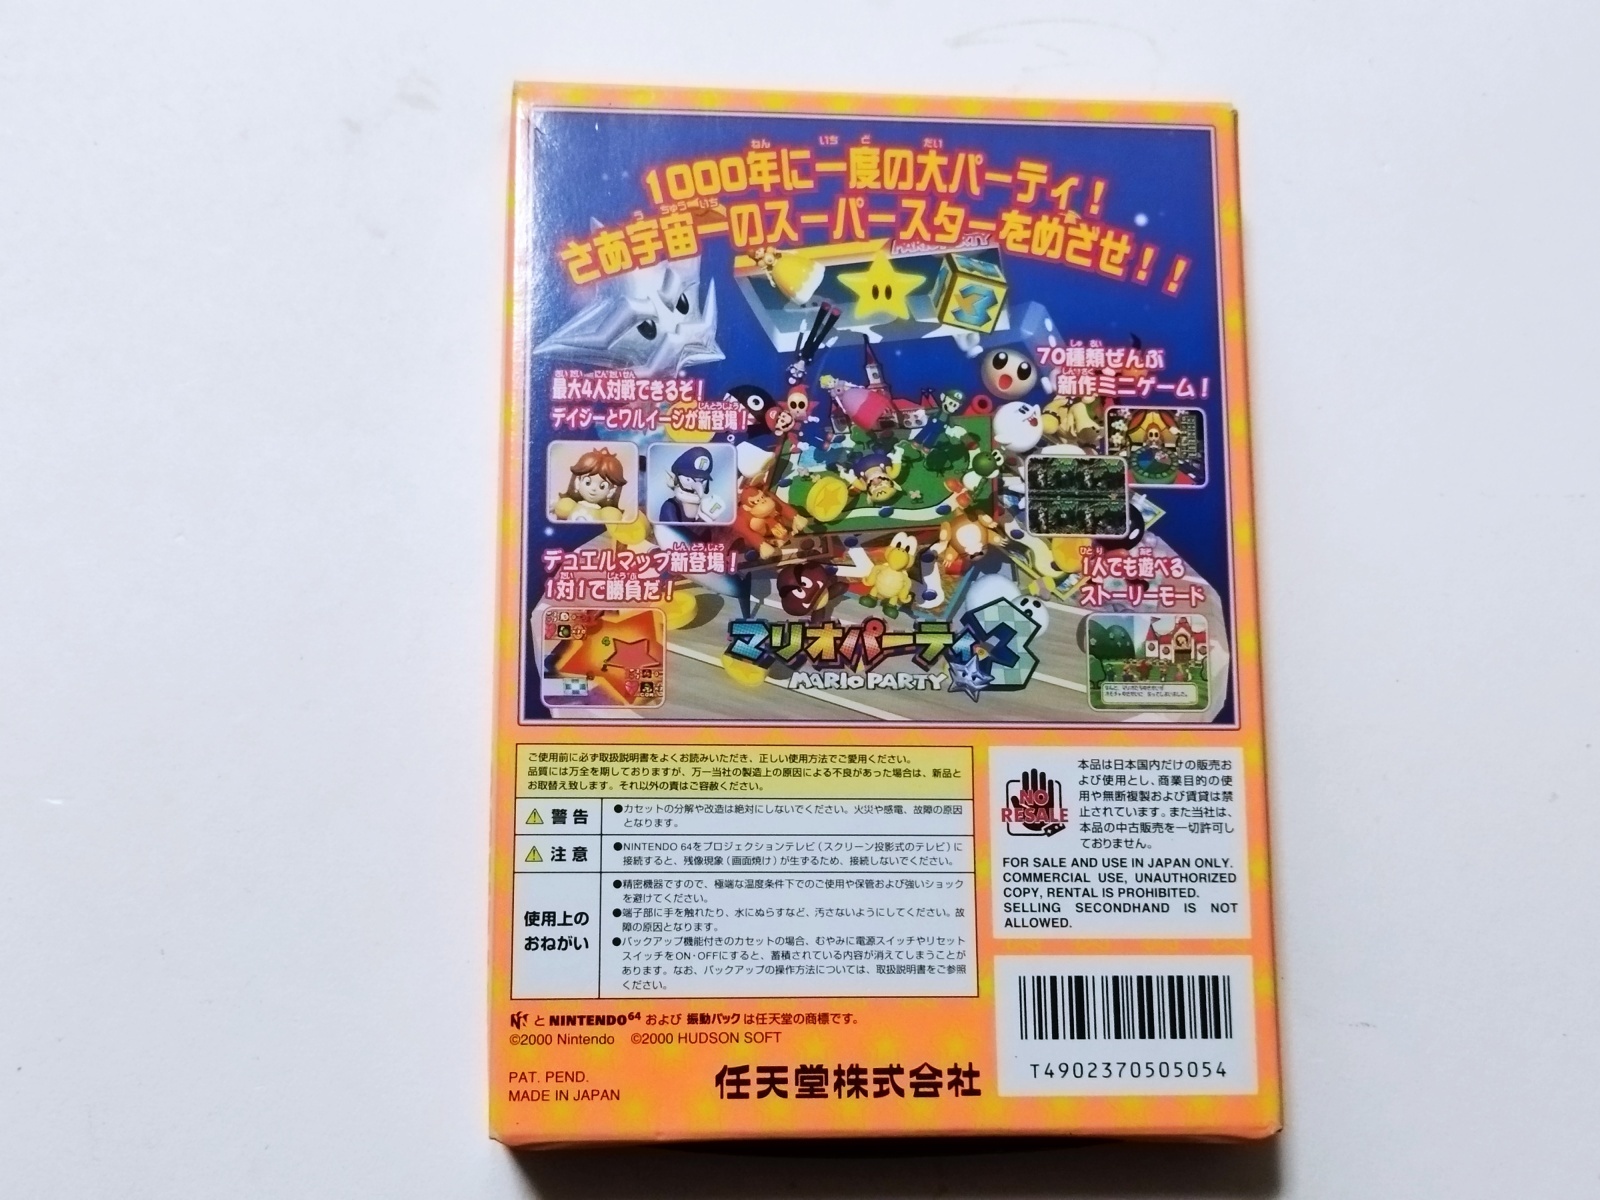 1000年に一度の大パーティ!
さあ宇宙一のスーパースターをめざせ!!
最大4人対戦できるぞ!
デイジーとワルイージが新登場!
70種類ぜんぶ
新作ミニゲーム!
デュエルマップ新登場!
1対1で勝負だ!
1人でも遊べる
ストーリーモード
マリオパーティ3
MARIO PARTY
ご使用前に必ず取扱説明書をよくお読みいただき、正しい使用方法でご愛用ください。
品質には万全を期しておりますが、万一当社の製造上の原因による不良があった場合は、新品と
お取替え致します。それ以外の責はご容赦ください。
警告
●カセットの分解や改造は絶対にしないでください。火災や感電、故障の原因
となります。
注意
●NINTENDO 64をプロジェクションテレビ(スクリーン投影式のテレビ)に
接続すると、残像現象(画面焼け)が生ずるため、接続しないでください。
使用上の
おねがい
●精密機器ですので、極端な温度条件下でのご使用や保管および強いショック
を避けてください。
●端子部に手を触れたり、水にぬらすなど、汚さないようにしてください。故
障の原因となります。
●バックアップ機能付きのカセットの場合、むやみに電源スイッチやリセット
スイッチをON・OFFにすると、蓄積されている内容が消えてしまうことが
あります。なお、バックアップの操作方法については、取扱説明書をご参照
ください。
NO
RESALE
本品は日本国内だけの販売お
よび使用とし、商業目的の使
用や無断複製および賃貸は禁
止されています。また当社は、
本品の中古販売を一切許可し
ておりません。
FOR SALE AND USE IN JAPAN ONLY.
COMMERCIAL USE, UNAUTHORIZED
COPY, RENTAL IS PROHIBITED.
SELLING SECONDHAND IS NOT
ALLOWED.
と NINTENDO64 および 振動パック は任天堂の商標です。
©2000 Nintendo ©2000 HUDSON SOFT
PAT. PEND.
MADE IN JAPAN
任天堂株式会社
T4902370505054